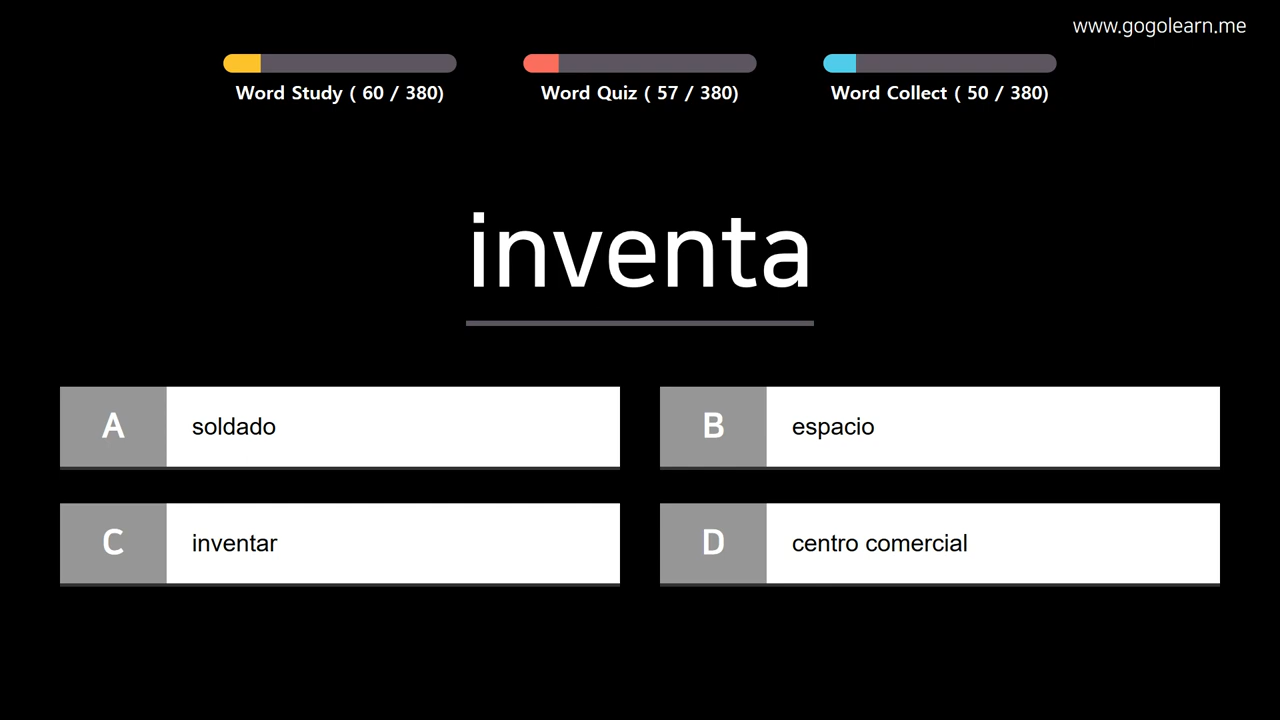 www.gogolearn.me
Word Study ( 60 / 380)
Word Quiz ( 57 / 380)
Word Collect ( 50 / 380)
inventa
A soldado
B espacio
C inventar
D centro comercial